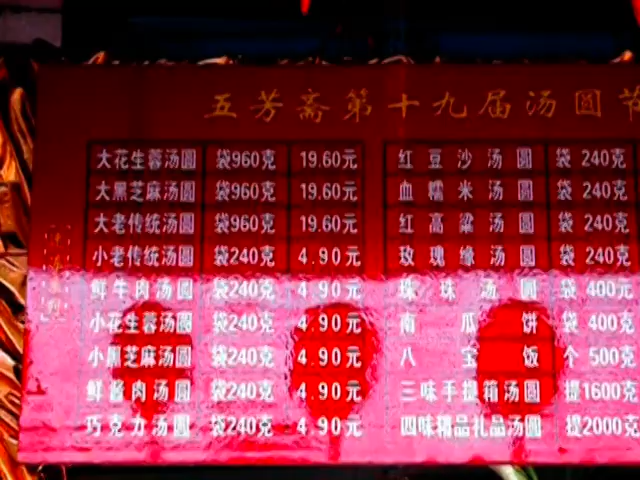 五芳斋第十九届汤圆节
大花生蓉汤圆 袋960克 19.60元
大黑芝麻汤圆 袋960克 19.60元
大老传统汤圆 袋960克 19.60元
小老传统汤圆 袋240克 4.90元
鲜牛肉汤圆 袋240克 4.90元
小花生蓉汤圆 袋240克 4.90元
小黑芝麻汤圆 袋240克 4.90元
鲜酱肉汤圆 袋240克 4.90元
巧克力汤圆 袋240克 4.90元
红豆沙汤圆 袋 240克
血糯米汤圆 袋 240克
红高粱汤圆 袋 240克
玫瑰缘汤圆 袋 240克
珠珠汤圆 袋 400元
南瓜饼 袋 400克
八宝饭 个 500克
三味手提箱汤圆 提1600克
四味精品礼品汤圆 提2000克